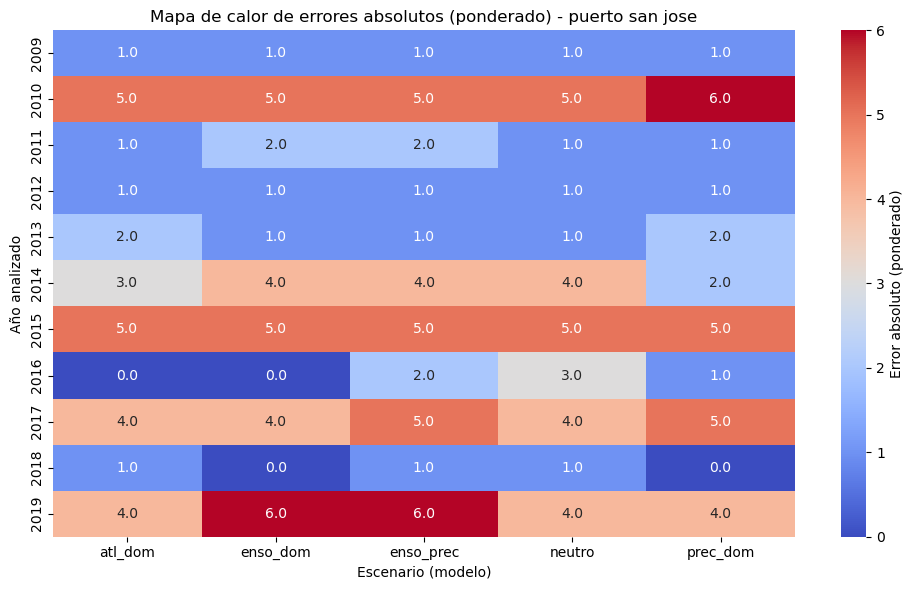 Mapa de calor de errores absolutos (ponderado) - puerto san jose
Año analizado
2009 1.0 1.0 1.0 1.0 1.0
2010 5.0 5.0 5.0 5.0 6.0
2011 1.0 2.0 2.0 1.0 1.0
2012 1.0 1.0 1.0 1.0 1.0
2013 2.0 1.0 1.0 1.0 2.0
2014 3.0 4.0 4.0 4.0 2.0
2015 5.0 5.0 5.0 5.0 5.0
2016 0.0 0.0 2.0 3.0 1.0
2017 4.0 4.0 5.0 4.0 5.0
2018 1.0 0.0 1.0 1.0 0.0
2019 4.0 6.0 6.0 4.0 4.0
atl_dom enso_dom enso_prec neutro prec_dom
Escenario (modelo)
6
5
4
3
2
1
0
Error absoluto (ponderado)